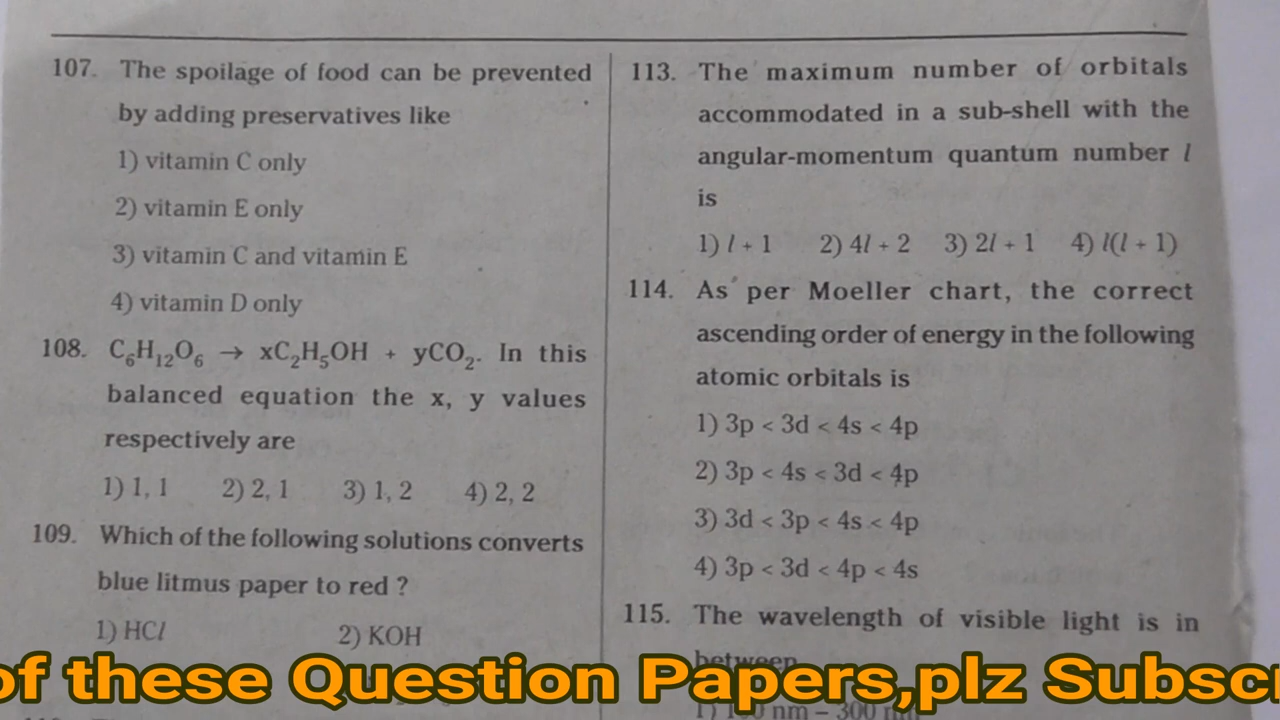 107. The spoilage of food can be prevented
by adding preservatives like
1) vitamin C only
2) vitamin E only
3) vitamin C and vitamin E
4) vitamin D only
108. C₆H₁₂O₆ → xC₂H₅OH + yCO₂. In this
balanced equation the x, y values
respectively are
1) 1, 1 2) 2, 1 3) 1, 2 4) 2, 2
109. Which of the following solutions converts
blue litmus paper to red ?
1) HCl 2) KOH
113. The maximum number of orbitals
accommodated in a sub-shell with the
angular-momentum quantum number l
is
1) l + 1 2) 4l + 2 3) 2l + 1 4) l(l + 1)
114. As per Moeller chart, the correct
ascending order of energy in the following
atomic orbitals is
1) 3p < 3d < 4s < 4p
2) 3p < 4s < 3d < 4p
3) 3d < 3p < 4s < 4p
4) 3p < 3d < 4p < 4s
115. The wavelength of visible light is in
between
nm – 300 nm
of these Question Papers,plz Subscr